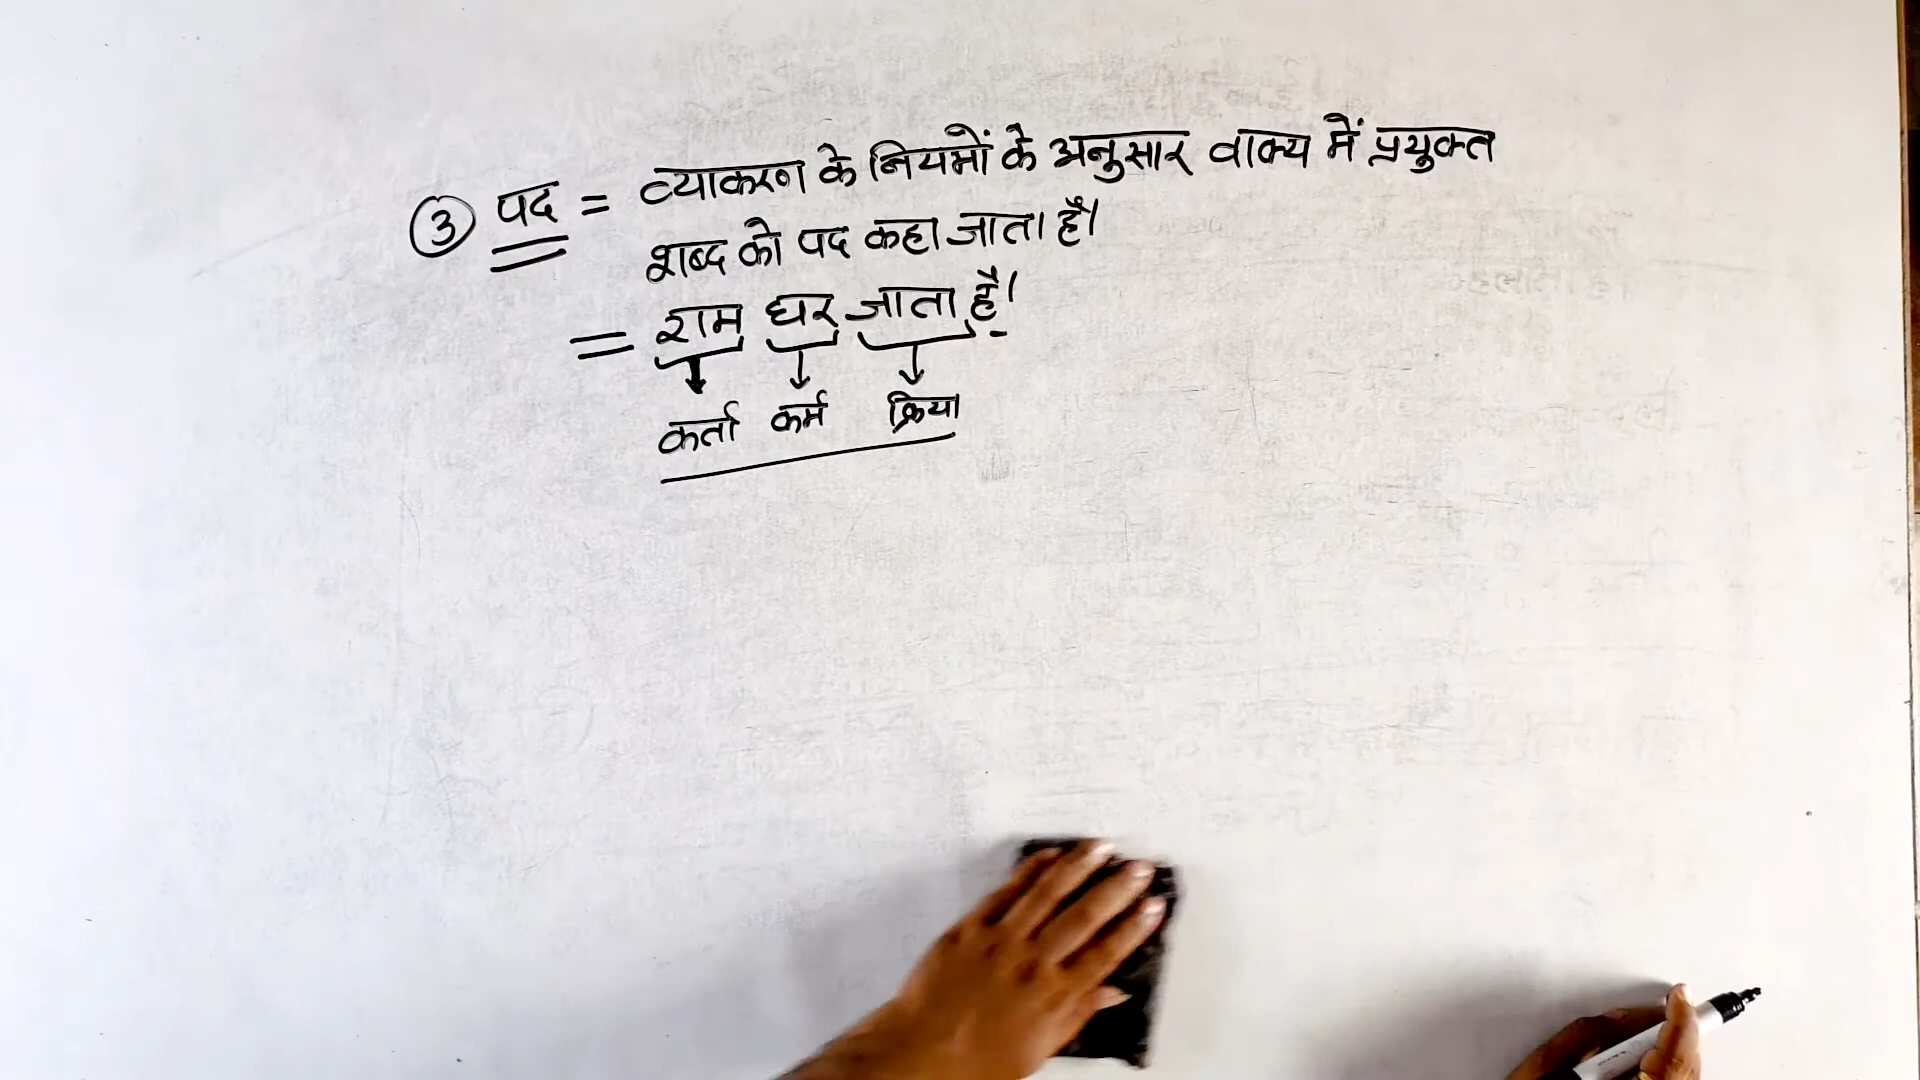 ③ पद = व्याकरण के नियमों के अनुसार वाक्य में प्रयुक्त
शब्द को पद कहा जाता है।
= राम घर जाता है।
कर्ता कर्म क्रिया